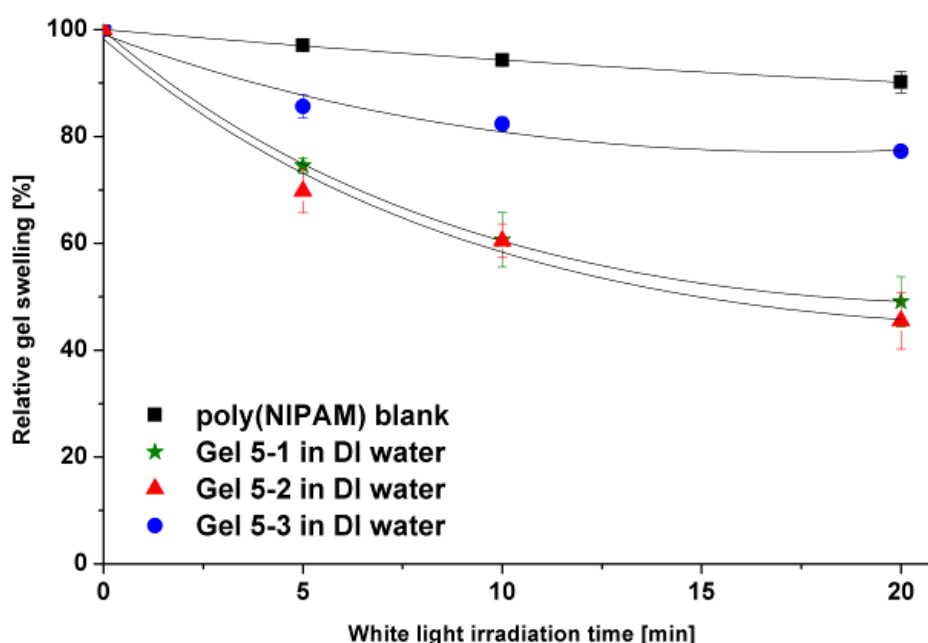 Relative gel swelling [%]
100
80
60
40
20
0
poly(NIPAM) blank
Gel 5-1 in DI water
Gel 5-2 in DI water
Gel 5-3 in DI water
0 5 10 15 20
White light irradiation time [min]